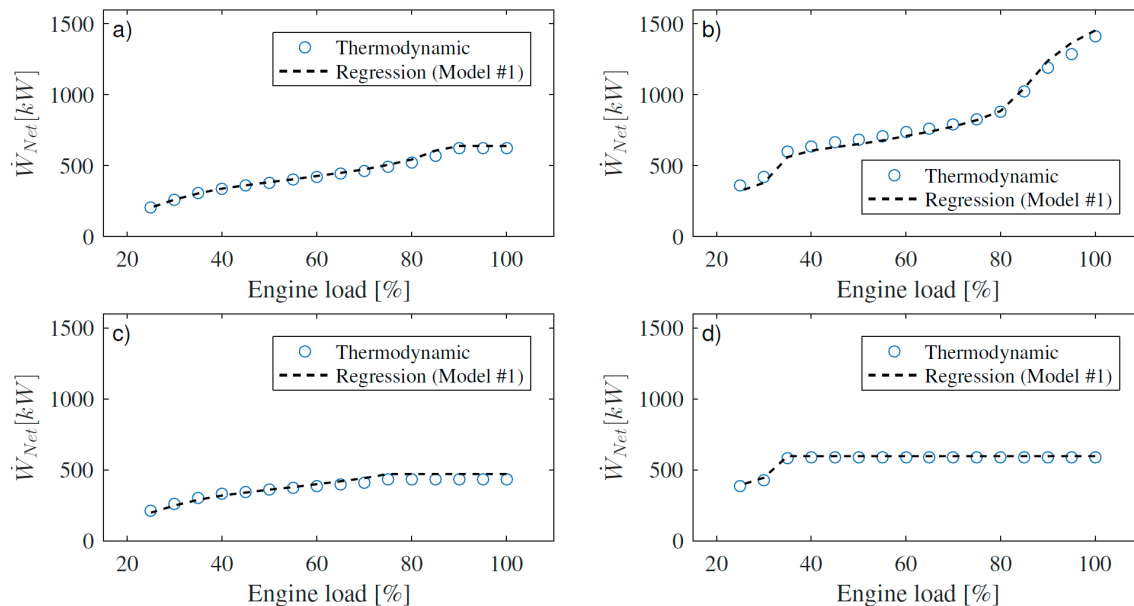 a)
1500
1000
500
0
Ẇ_Net[kW]
Thermodynamic
Regression (Model #1)
20 40 60 80 100
Engine load [%]
b)
1500
1000
500
0
Ẇ_Net[kW]
Thermodynamic
Regression (Model #1)
20 40 60 80 100
Engine load [%]
c)
1500
1000
500
0
Ẇ_Net[kW]
Thermodynamic
Regression (Model #1)
20 40 60 80 100
Engine load [%]
d)
1500
1000
500
0
Ẇ_Net[kW]
Thermodynamic
Regression (Model #1)
20 40 60 80 100
Engine load [%]